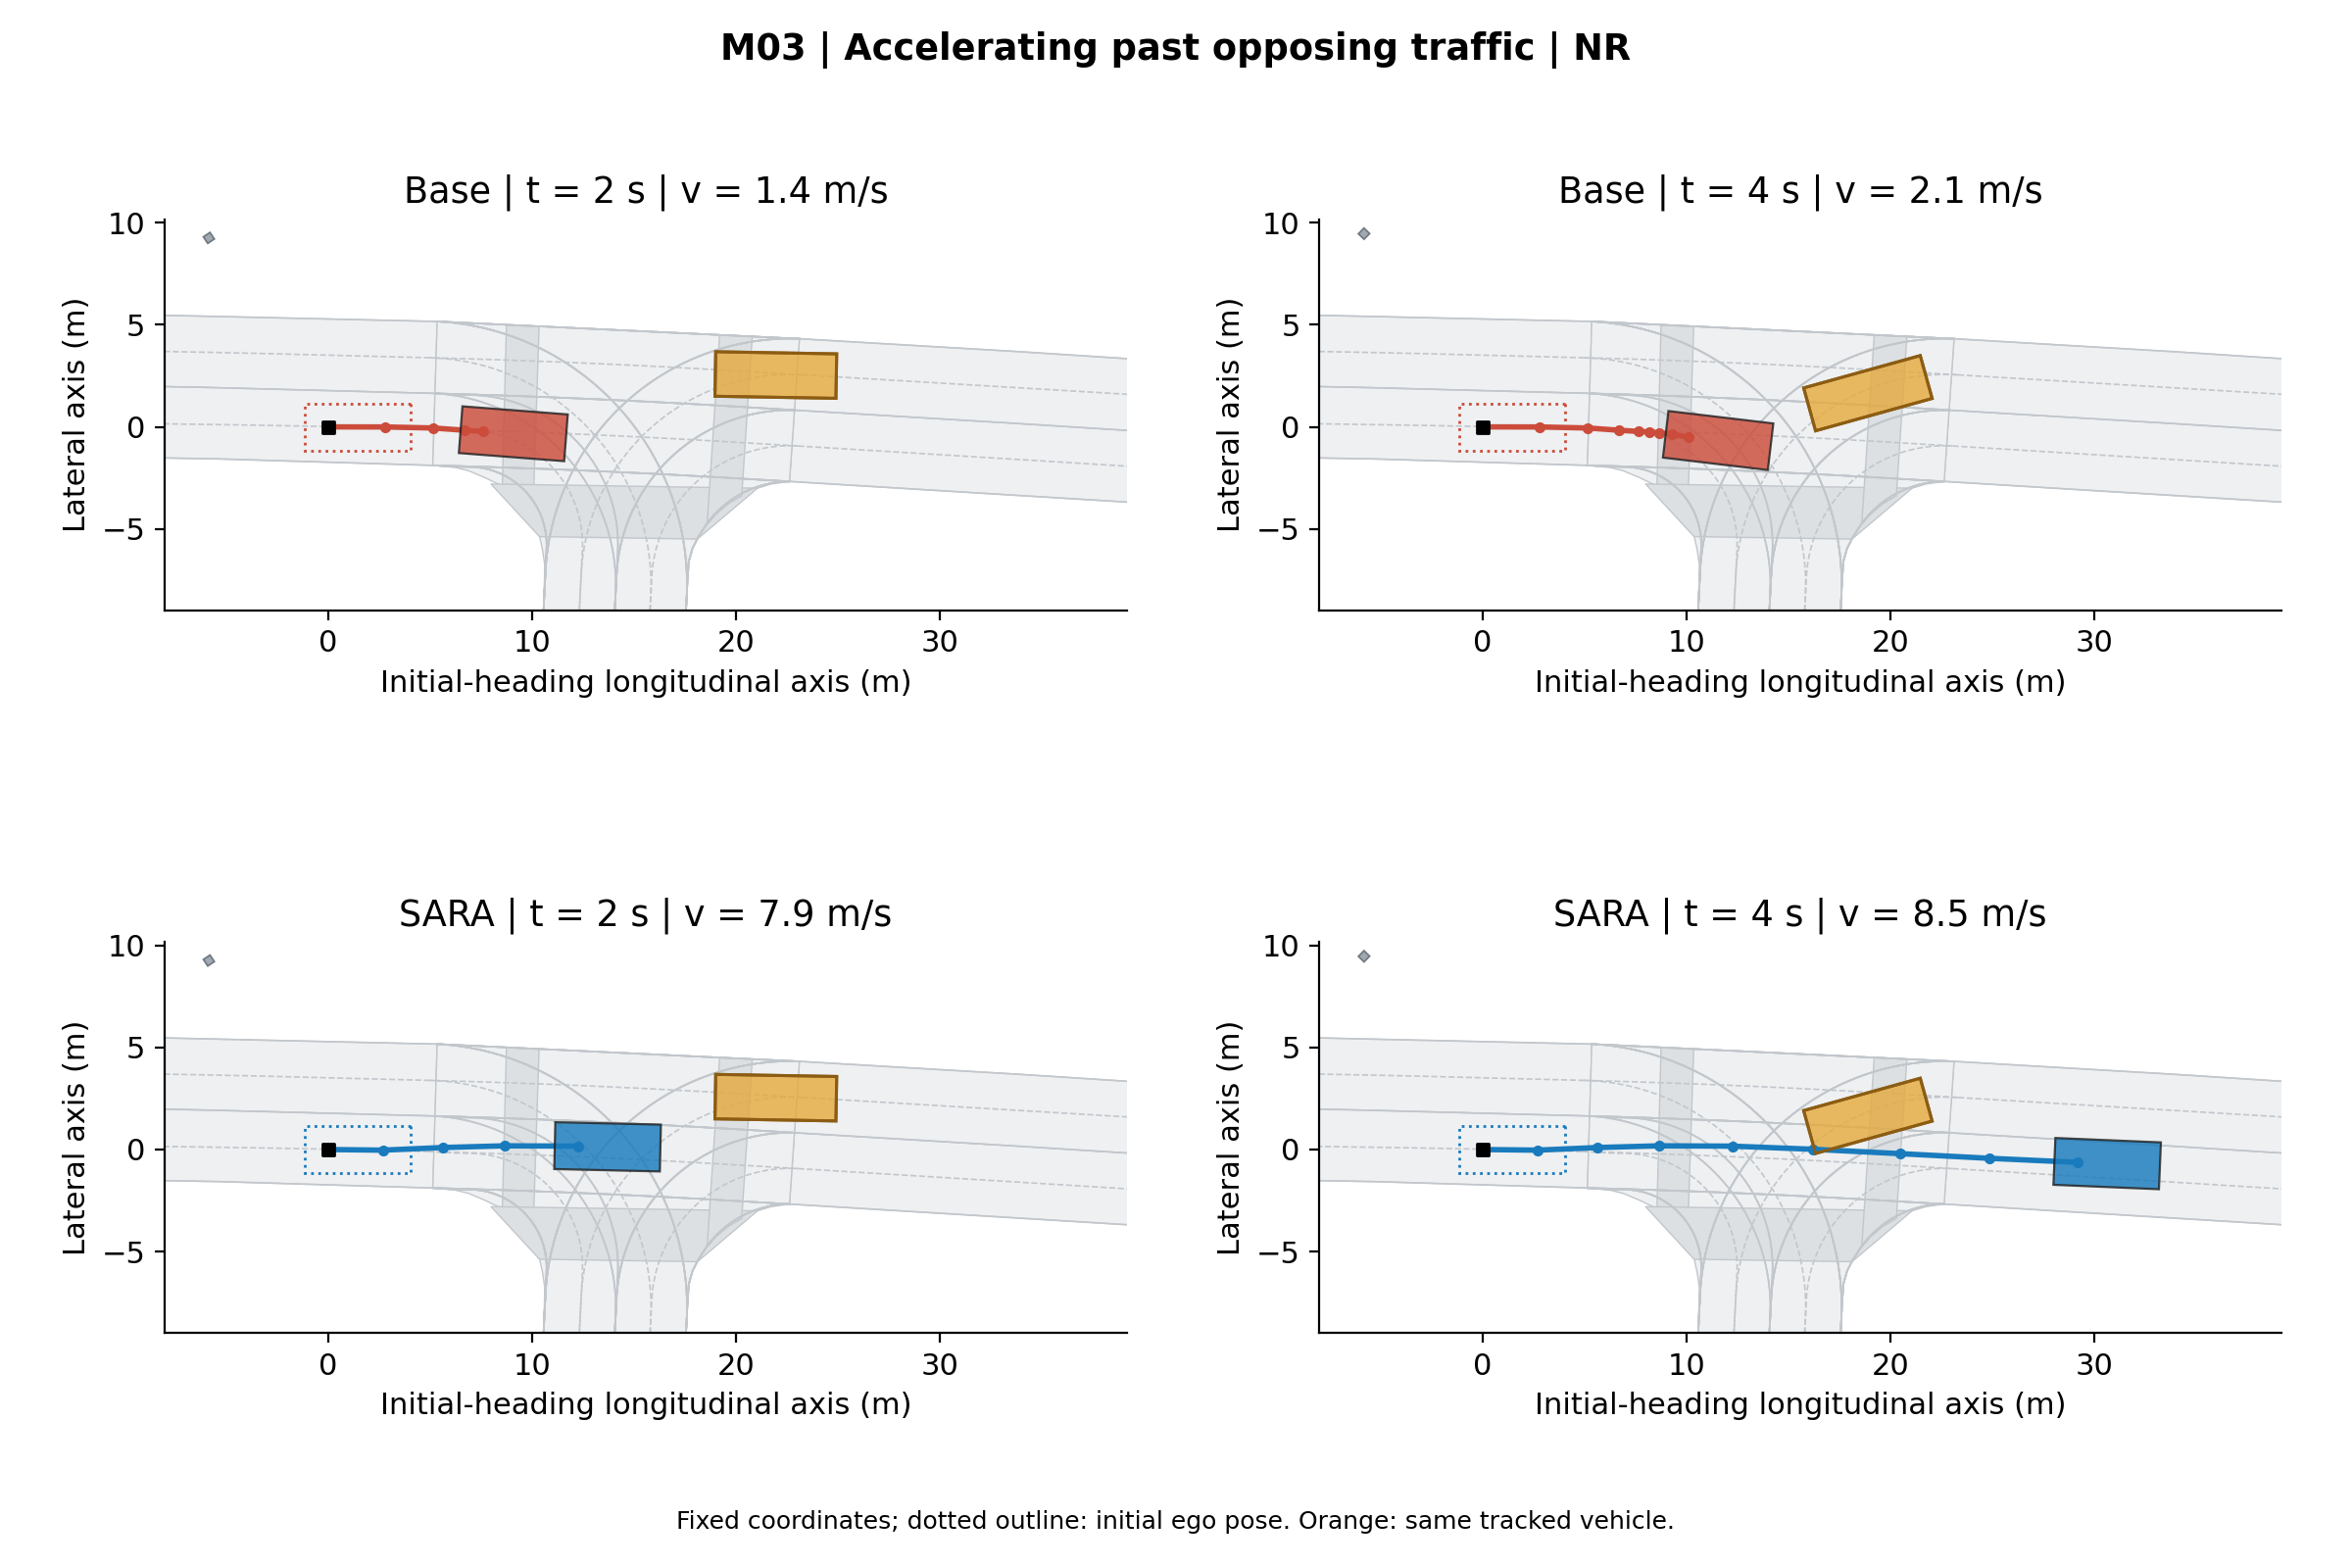 M03 | Accelerating past opposing traffic | NR
Base | t = 2 s | v = 1.4 m/s
10
5
0
−5
Lateral axis (m)
0
10
20
30
Initial-heading longitudinal axis (m)
Base | t = 4 s | v = 2.1 m/s
10
5
0
−5
Lateral axis (m)
0
10
20
30
Initial-heading longitudinal axis (m)
SARA | t = 2 s | v = 7.9 m/s
10
5
0
−5
Lateral axis (m)
0
10
20
30
Initial-heading longitudinal axis (m)
SARA | t = 4 s | v = 8.5 m/s
10
5
0
−5
Lateral axis (m)
0
10
20
30
Initial-heading longitudinal axis (m)
Fixed coordinates; dotted outline: initial ego pose. Orange: same tracked vehicle.